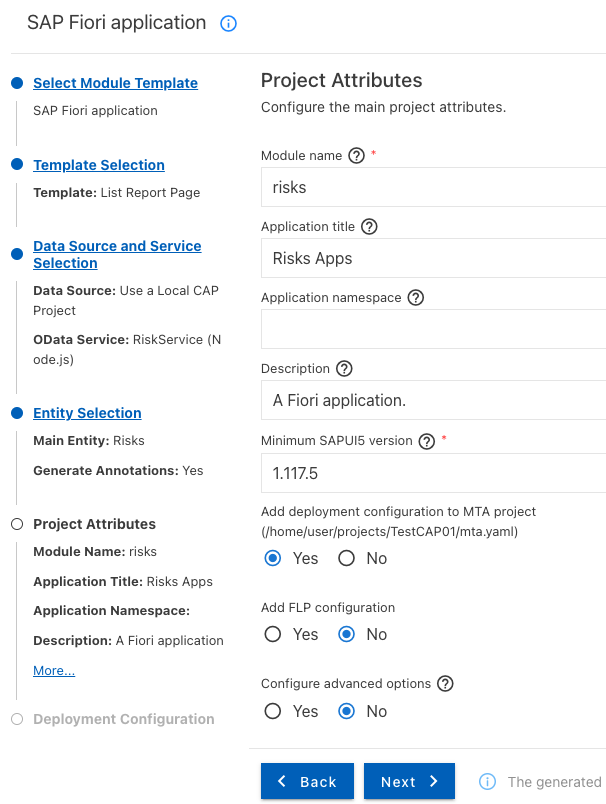 SAP Fiori application
Select Module Template
SAP Fiori application
Template Selection
Template: List Report Page
Data Source and Service
Selection
Data Source: Use a Local CAP
Project
OData Service: RiskService (N
ode.js)
Entity Selection
Main Entity: Risks
Generate Annotations: Yes
Project Attributes
Module Name: risks
Application Title: Risks Apps
Application Namespace:
Description: A Fiori application
More...
Deployment Configuration
Project Attributes
Configure the main project attributes.
Module name *
risks
Application title
Risks Apps
Application namespace
Description
A Fiori application.
Minimum SAPUI5 version *
1.117.5
Add deployment configuration to MTA project
(/home/user/projects/TestCAP01/mta.yaml)
Yes No
Add FLP configuration
Yes No
Configure advanced options
Yes No
Back Next The generated